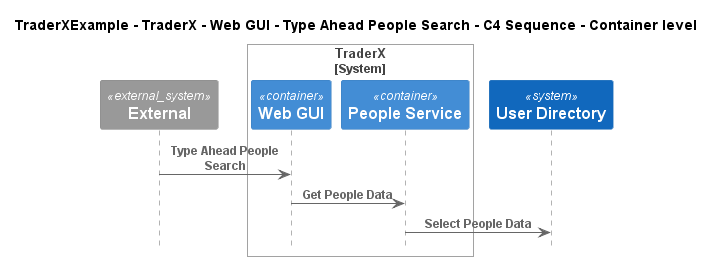 TraderXExample - TraderX - Web GUI - Type Ahead People Search - C4 Sequence - Container level
TraderX
[System]
«external_system»
External
«container»
Web GUI
«container»
People Service
«system»
User Directory
Type Ahead People
Search
Get People Data
Select People Data